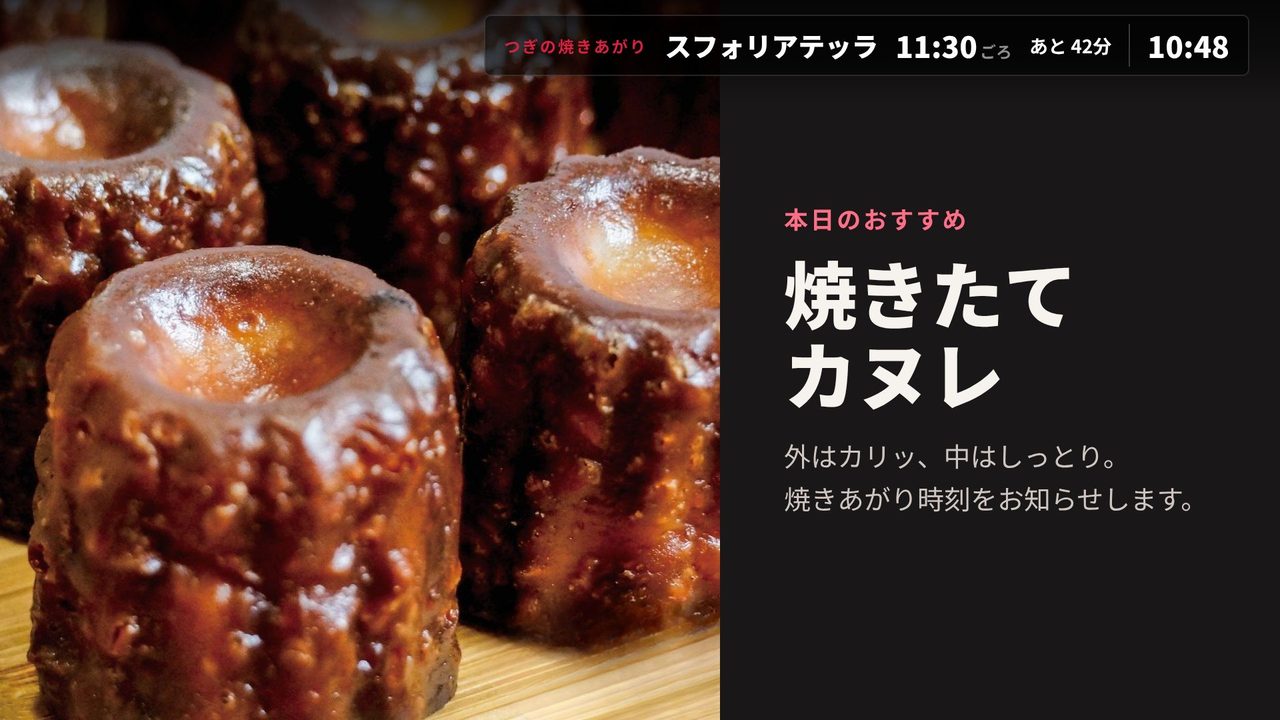 つぎの焼きあがり スフォリアテッラ 11:30ごろ あと 42分 10:48
本日のおすすめ
焼きたて
カヌレ
外はカリッ、中はしっとり。
焼きあがり時刻をお知らせします。